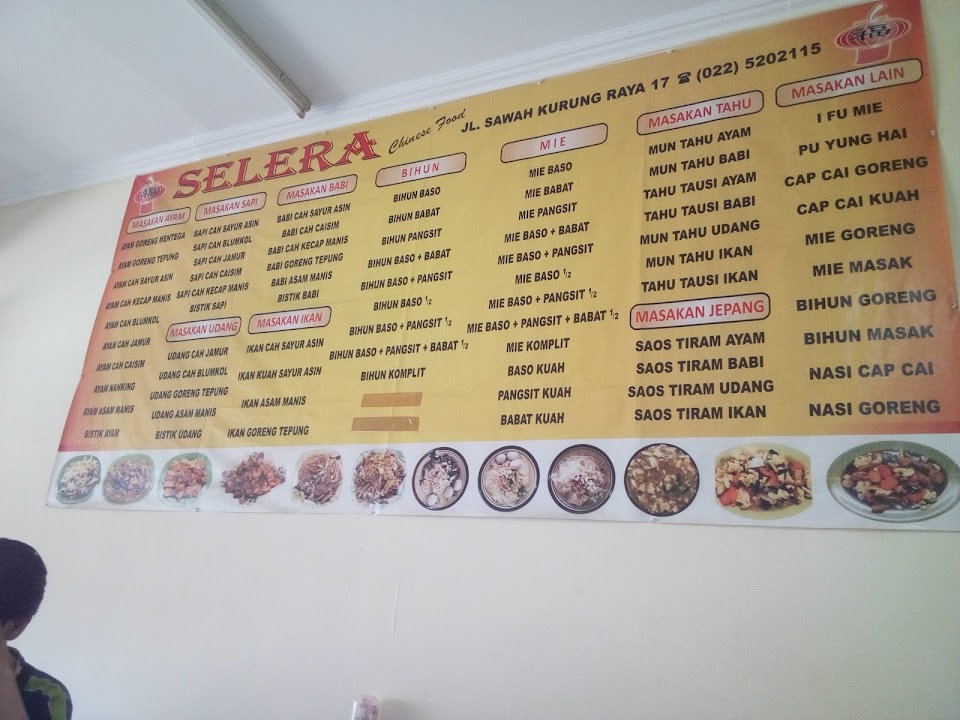 SELERA
Chinese Food
JL. SAWAH KURUNG RAYA 17 ☎ (022) 5202115
福
福
MASAKAN AYAM
AYAM GORENG MENTEGA
AYAM GORENG TEPUNG
AYAM CAH SAYUR ASIN
AYAM CAH KECAP MANIS
AYAM CAH BLUMKOL
AYAM CAH JAMUR
AYAM CAH CAISIM
AYAM NANKING
AYAM ASAM MANIS
BISTIK AYAM
MASAKAN SAPI
SAPI CAH SAYUR ASIN
SAPI CAH BLUMKOL
SAPI CAH JAMUR
SAPI CAH CAISIM
SAPI CAH KECAP MANIS
BISTIK SAPI
MASAKAN UDANG
UDANG CAH JAMUR
UDANG CAH BLUMKOL
UDANG GORENG TEPUNG
UDANG ASAM MANIS
BISTIK UDANG
MASAKAN BABI
BABI CAH SAYUR ASIN
BABI CAH CAISIM
BABI CAH KECAP MANIS
BABI GORENG TEPUNG
BABI ASAM MANIS
BISTIK BABI
MASAKAN IKAN
IKAN CAH SAYUR ASIN
IKAN KUAH SAYUR ASIN
IKAN ASAM MANIS
IKAN GORENG TEPUNG
BIHUN
BIHUN BASO
BIHUN BABAT
BIHUN PANGSIT
BIHUN BASO + BABAT
BIHUN BASO + PANGSIT
BIHUN BASO 1/2
BIHUN BASO + PANGSIT 1/2
BIHUN BASO + PANGSIT + BABAT 1/2
BIHUN KOMPLIT
MIE
MIE BASO
MIE BABAT
MIE PANGSIT
MIE BASO + BABAT
MIE BASO + PANGSIT
MIE BASO 1/2
MIE BASO + PANGSIT 1/2
MIE BASO + PANGSIT + BABAT 1/2
MIE KOMPLIT
BASO KUAH
PANGSIT KUAH
BABAT KUAH
MASAKAN TAHU
MUN TAHU AYAM
MUN TAHU BABI
TAHU TAUSI AYAM
TAHU TAUSI BABI
MUN TAHU UDANG
MUN TAHU IKAN
TAHU TAUSI IKAN
MASAKAN JEPANG
SAOS TIRAM AYAM
SAOS TIRAM BABI
SAOS TIRAM UDANG
SAOS TIRAM IKAN
MASAKAN LAIN
I FU MIE
PU YUNG HAI
CAP CAI GORENG
CAP CAI KUAH
MIE GORENG
MIE MASAK
BIHUN GORENG
BIHUN MASAK
NASI CAP CAI
NASI GORENG